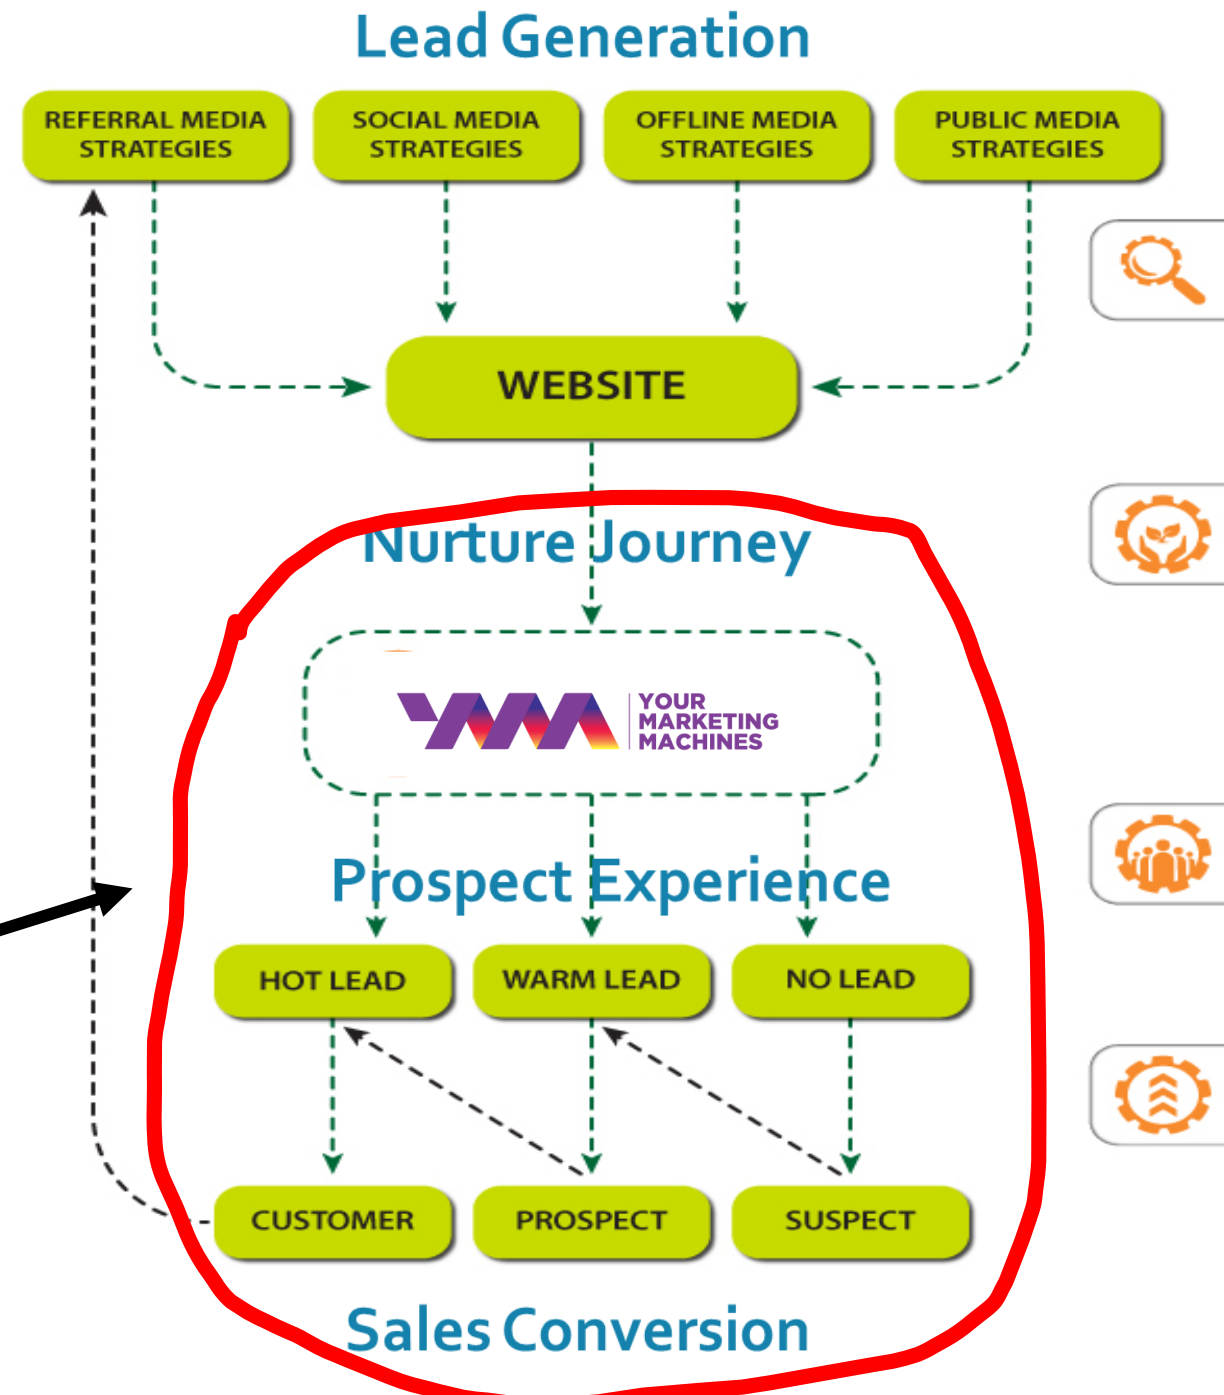 Lead Generation
REFERRAL MEDIA
STRATEGIES
SOCIAL MEDIA
STRATEGIES
OFFLINE MEDIA
STRATEGIES
PUBLIC MEDIA
STRATEGIES
WEBSITE
Nurture Journey
YMM
YOUR
MARKETING
MACHINES
Prospect Experience
HOT LEAD
WARM LEAD
NO LEAD
CUSTOMER
PROSPECT
SUSPECT
Sales Conversion